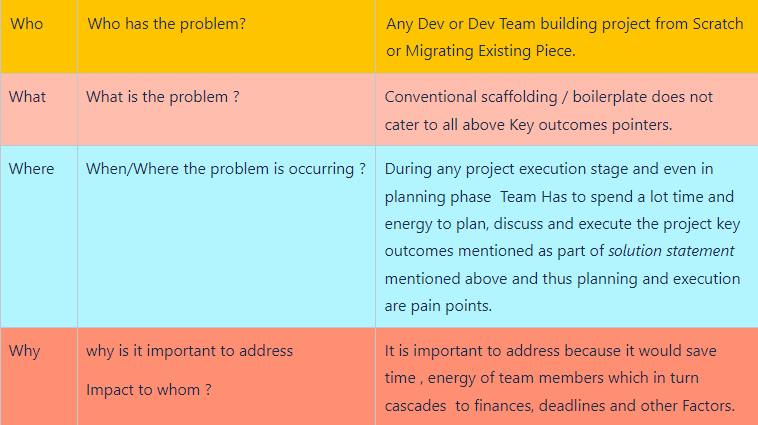 Who
Who has the problem?
Any Dev or Dev Team building project from Scratch
or Migrating Existing Piece.
What
What is the problem ?
Conventional scaffolding / boilerplate does not
cater to all above Key outcomes pointers.
Where
When/Where the problem is occurring ?
During any project execution stage and even in
planning phase  Team Has to spend a lot time and
energy to plan, discuss and execute the project key
outcomes mentioned as part of solution statement
mentioned above and thus planning and execution
are pain points.
Why
why is it important to address
Impact to whom ?
It is important to address because it would save
time , energy of team members which in turn
cascades  to finances, deadlines and other Factors.